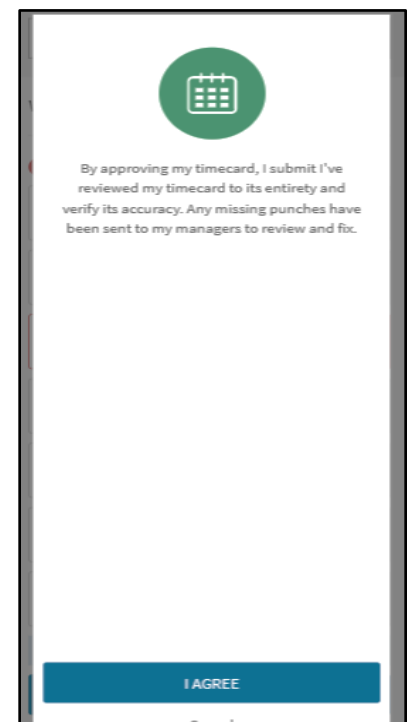 By approving my timecard, I submit I've
reviewed my timecard to its entirety and
verify its accuracy. Any missing punches have
been sent to my managers to review and fix.
I AGREE